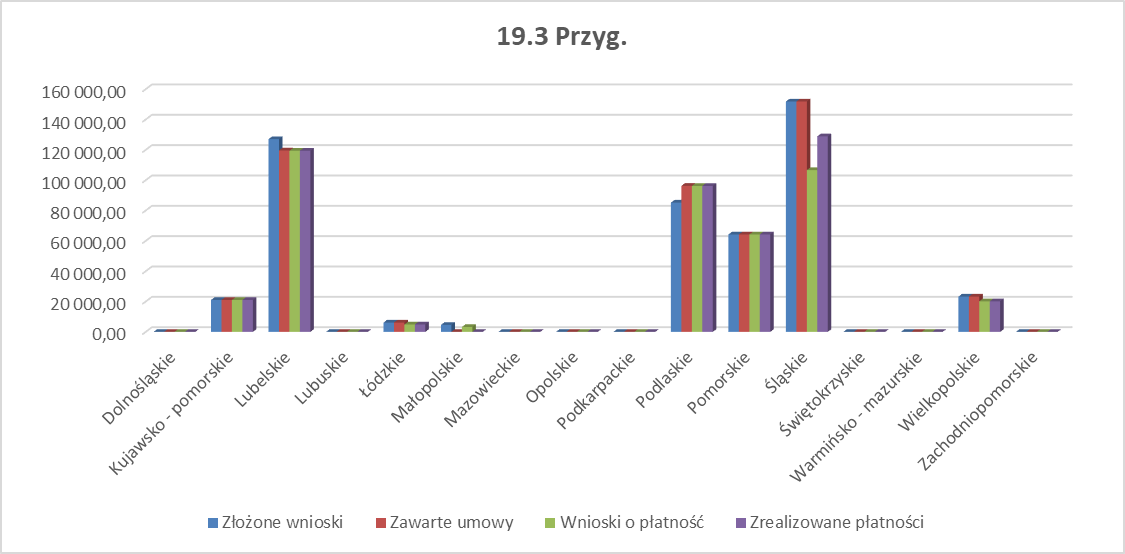 19.3 Przyg.
160 000,00
140 000,00
120 000,00
100 000,00
80 000,00
60 000,00
40 000,00
20 000,00
0,00
Dolnośląskie
Kujawsko - pomorskie
Lubelskie
Lubuskie
Łódzkie
Małopolskie
Mazowieckie
Opolskie
Podkarpackie
Podlaskie
Pomorskie
Śląskie
Świętokrzyskie
Warmińsko - mazurskie
Wielkopolskie
Zachodniopomorskie
Złożone wnioski
Zawarte umowy
Wnioski o płatność
Zrealizowane płatności